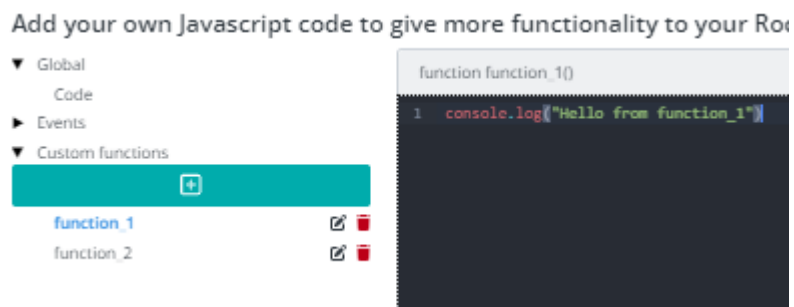 Add your own Javascript code to give more functionality to your
Global
Code
Events
Custom functions
function_1
function_2
function function_1()
1 console.log("Hello from function_1")